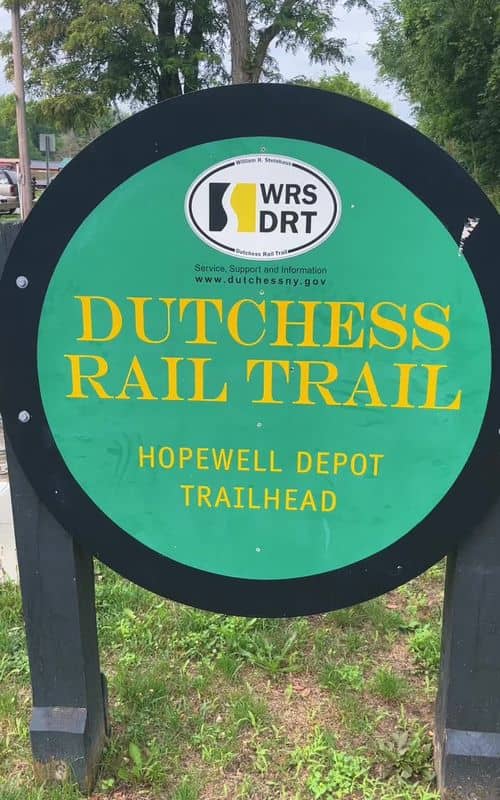 William R. Steinhaus
WRS
DRT
Dutchess Rail Trail
Service, Support and Information
www.dutchessny.gov
DUTCHESS
RAIL TRAIL
HOPEWELL DEPOT
TRAILHEAD